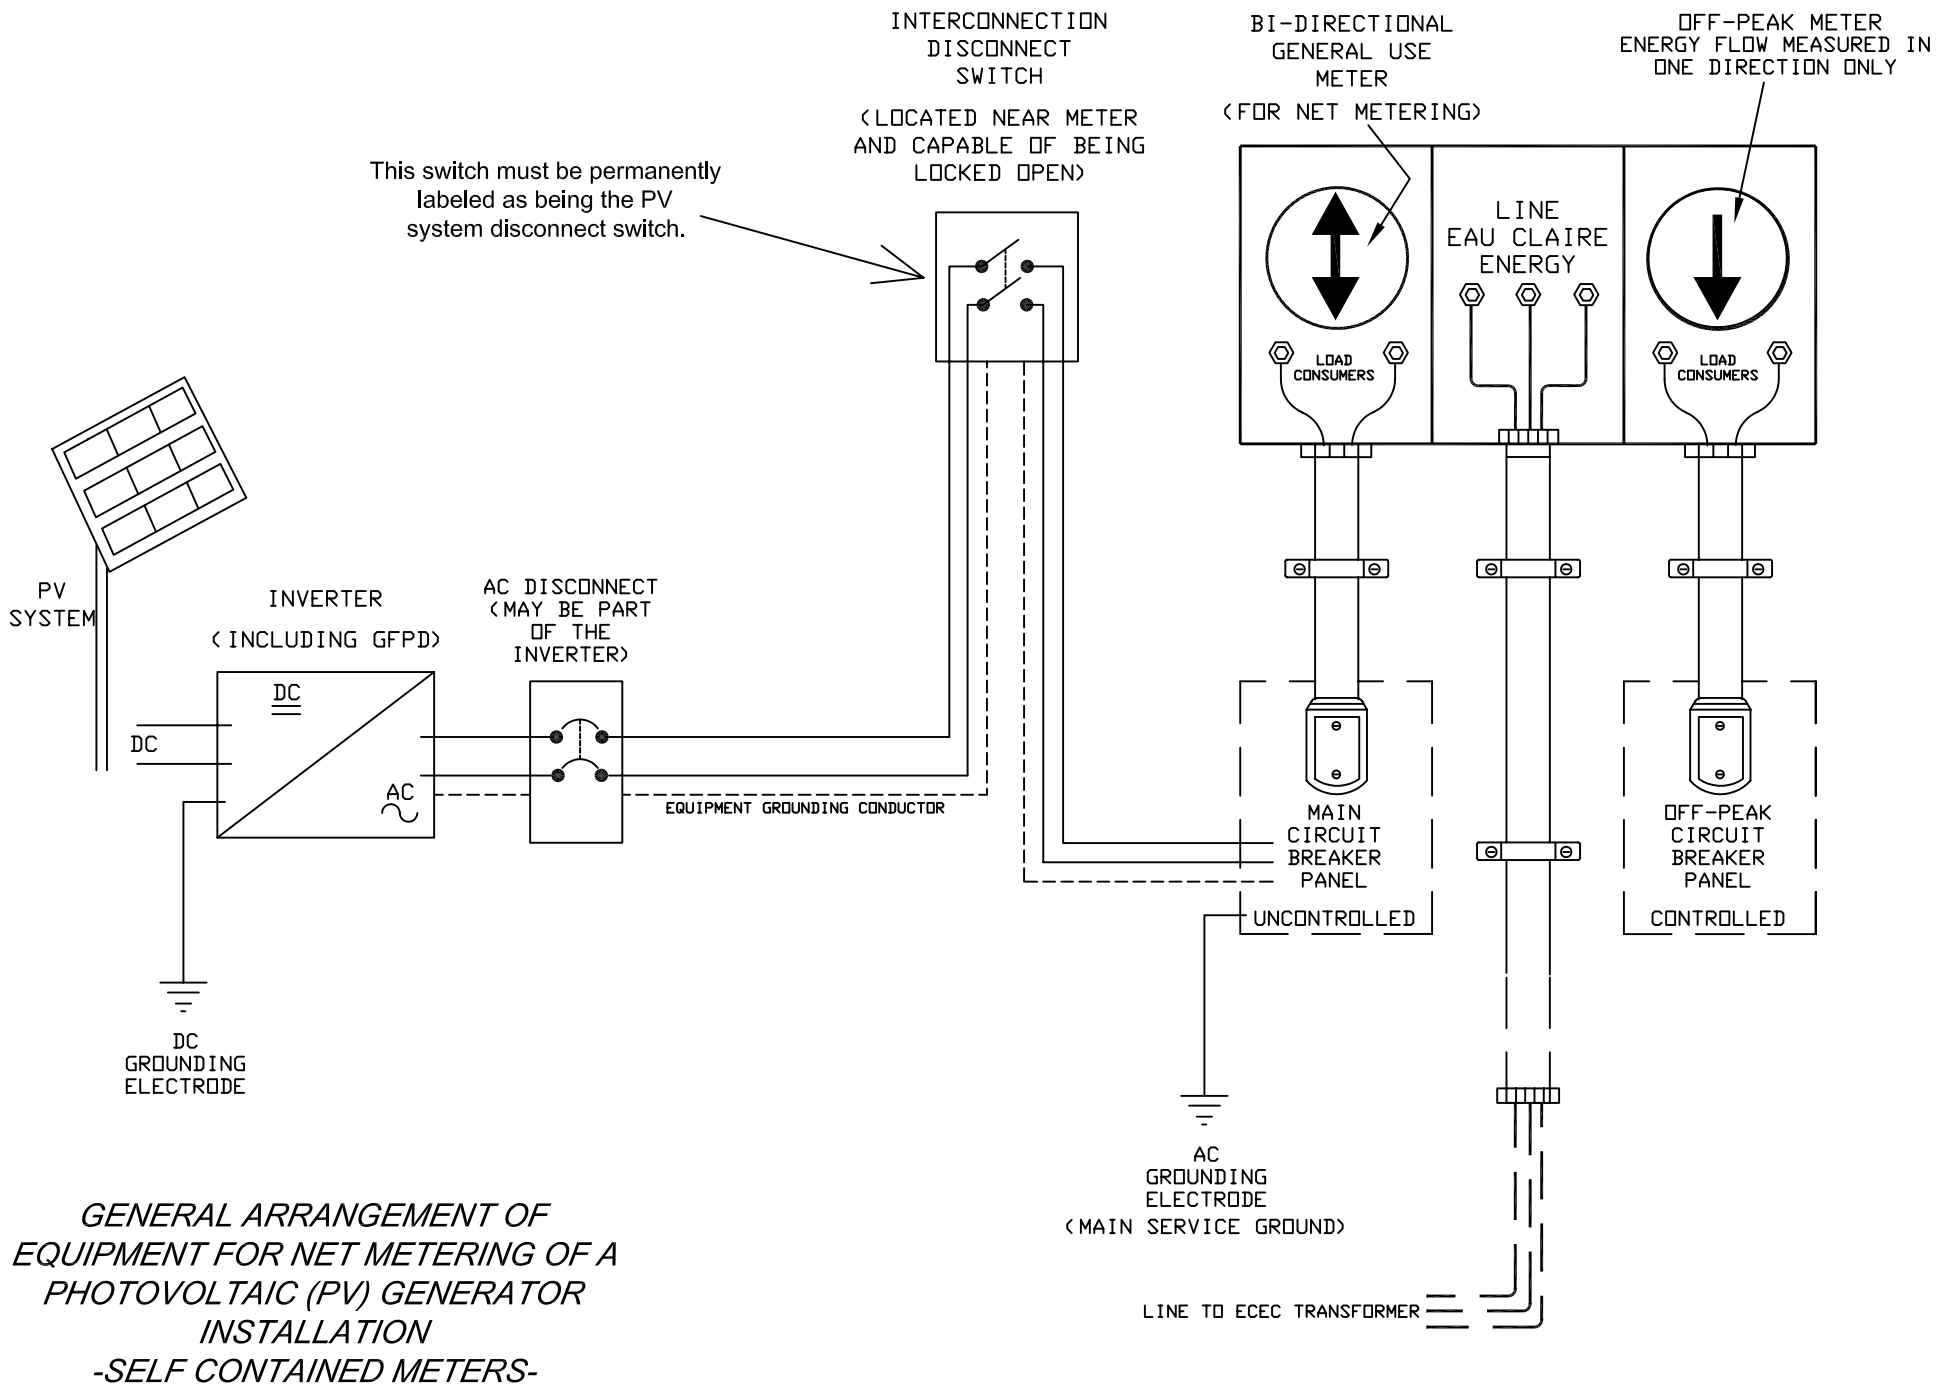 INTERCONNECTION
DISCONNECT
SWITCH
(LOCATED NEAR METER
AND CAPABLE OF BEING
LOCKED OPEN)
BI-DIRECTIONAL
GENERAL USE
METER
(FOR NET METERING)
OFF-PEAK METER
ENERGY FLOW MEASURED IN
ONE DIRECTION ONLY
This switch must be permanently
labeled as being the PV
system disconnect switch.
LINE
EAU CLAIRE
ENERGY
LOAD
CONSUMERS
LOAD
CONSUMERS
PV
SYSTEM
INVERTER
(INCLUDING GFPD)
AC DISCONNECT
(MAY BE PART
OF THE
INVERTER)
DC
DC
AC
EQUIPMENT GROUNDING CONDUCTOR
MAIN
CIRCUIT
BREAKER
PANEL
UNCONTROLLED
OFF-PEAK
CIRCUIT
BREAKER
PANEL
CONTROLLED
DC
GROUNDING
ELECTRODE
AC
GROUNDING
ELECTRODE
(MAIN SERVICE GROUND)
LINE TO ECEC TRANSFORMER
GENERAL ARRANGEMENT OF
EQUIPMENT FOR NET METERING OF A
PHOTOVOLTAIC (PV) GENERATOR
INSTALLATION
-SELF CONTAINED METERS-